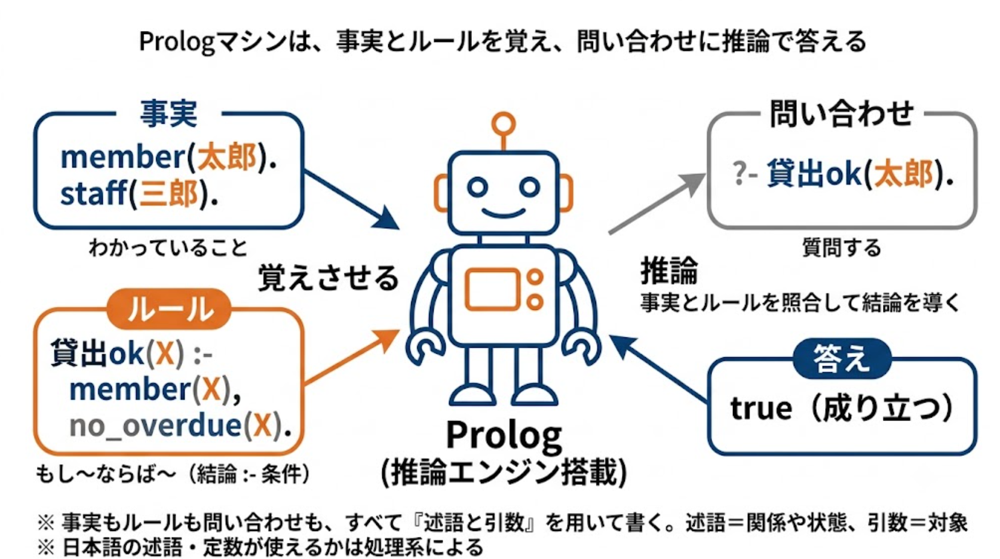 Prologマシンは、事実とルールを覚え、問い合わせに推論で答える
事実
member(太郎).
staff(三郎).
わかっていること
覚えさせる
ルール
貸出ok(X) :-
member(X),
no_overdue(X).
もし〜ならば〜（結論 :- 条件）
Prolog
(推論エンジン搭載)
問い合わせ
?- 貸出ok(太郎).
質問する
推論
事実とルールを照合して結論を導く
答え
true（成り立つ）
※ 事実もルールも問い合わせも、すべて『述語と引数』を用いて書く。述語＝関係や状態、引数＝対象
※ 日本語の述語・定数が使えるかは処理系による